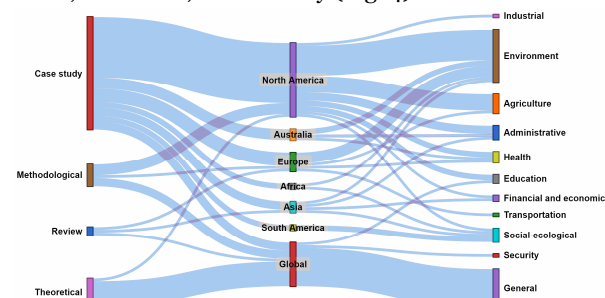 Case study
Methodological
Review
Theoretical
North America
Australia
Europe
Africa
Asia
South America
Global
Industrial
Environment
Agriculture
Administrative
Health
Education
Financial and economic
Transportation
Social ecological
Security
General